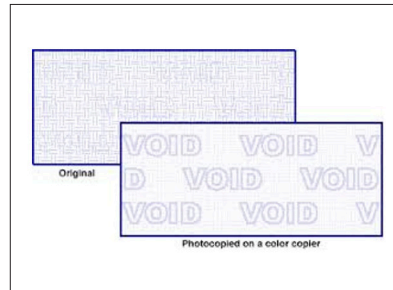 Original
VOID VOID V
D VOID VOID
VOID VOID V
Photocopied on a color copier